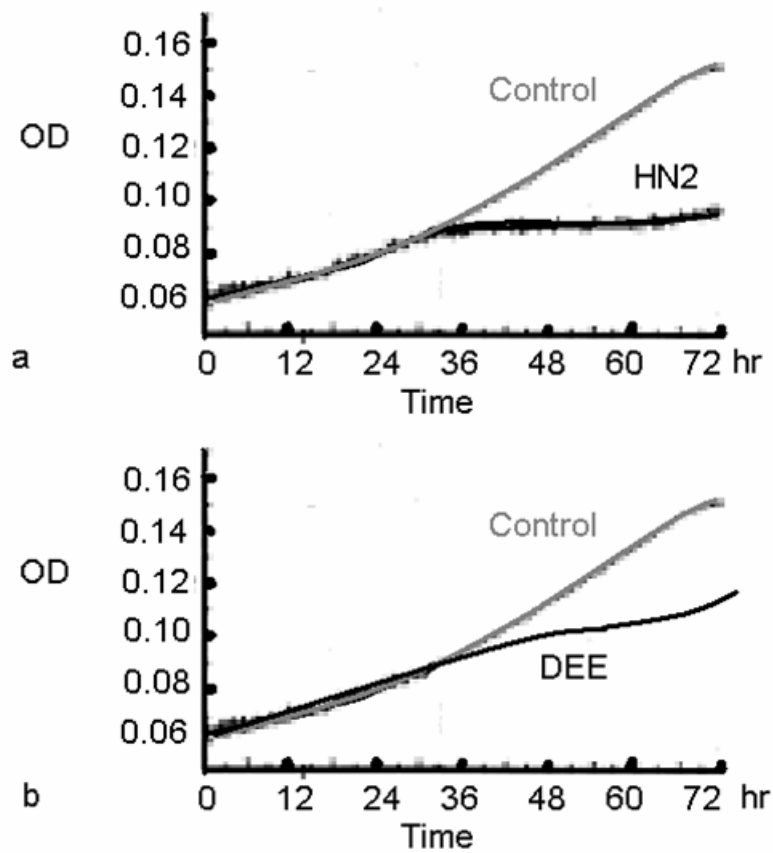 0.16
0.14
Control
OD
0.12
HN2
0.10
0.08
0.06
a
0 12 24 36 48 60 72 hr
Time
0.16
0.14
Control
OD
0.12
0.10
DEE
0.08
0.06
b
0 12 24 36 48 60 72 hr
Time